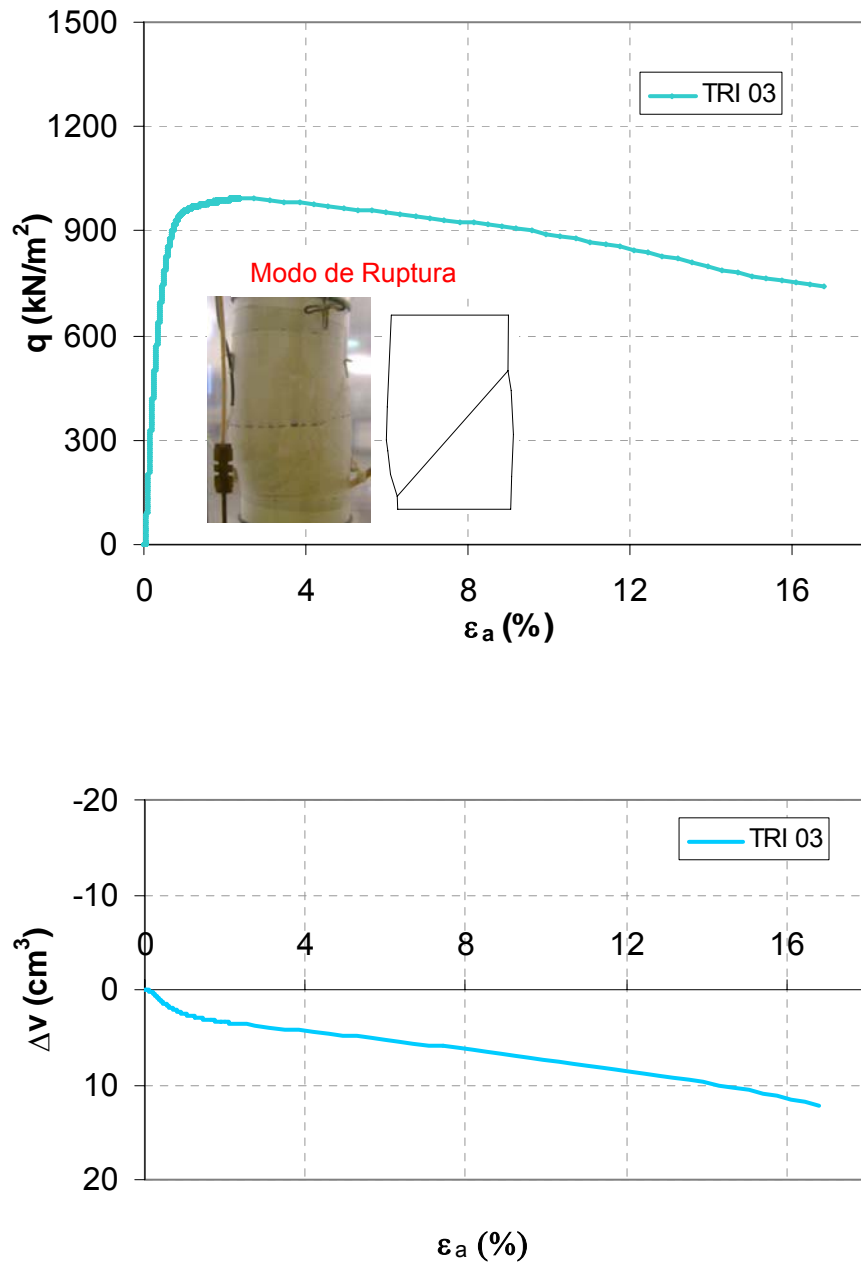 1500
TRI 03
1200
900
q (kN/m²)
Modo de Ruptura
600
300
0
0 4 8 12 16
εa (%)
-20
TRI 03
-10
0 4 8 12 16
0
Δv (cm³)
10
20
εa (%)